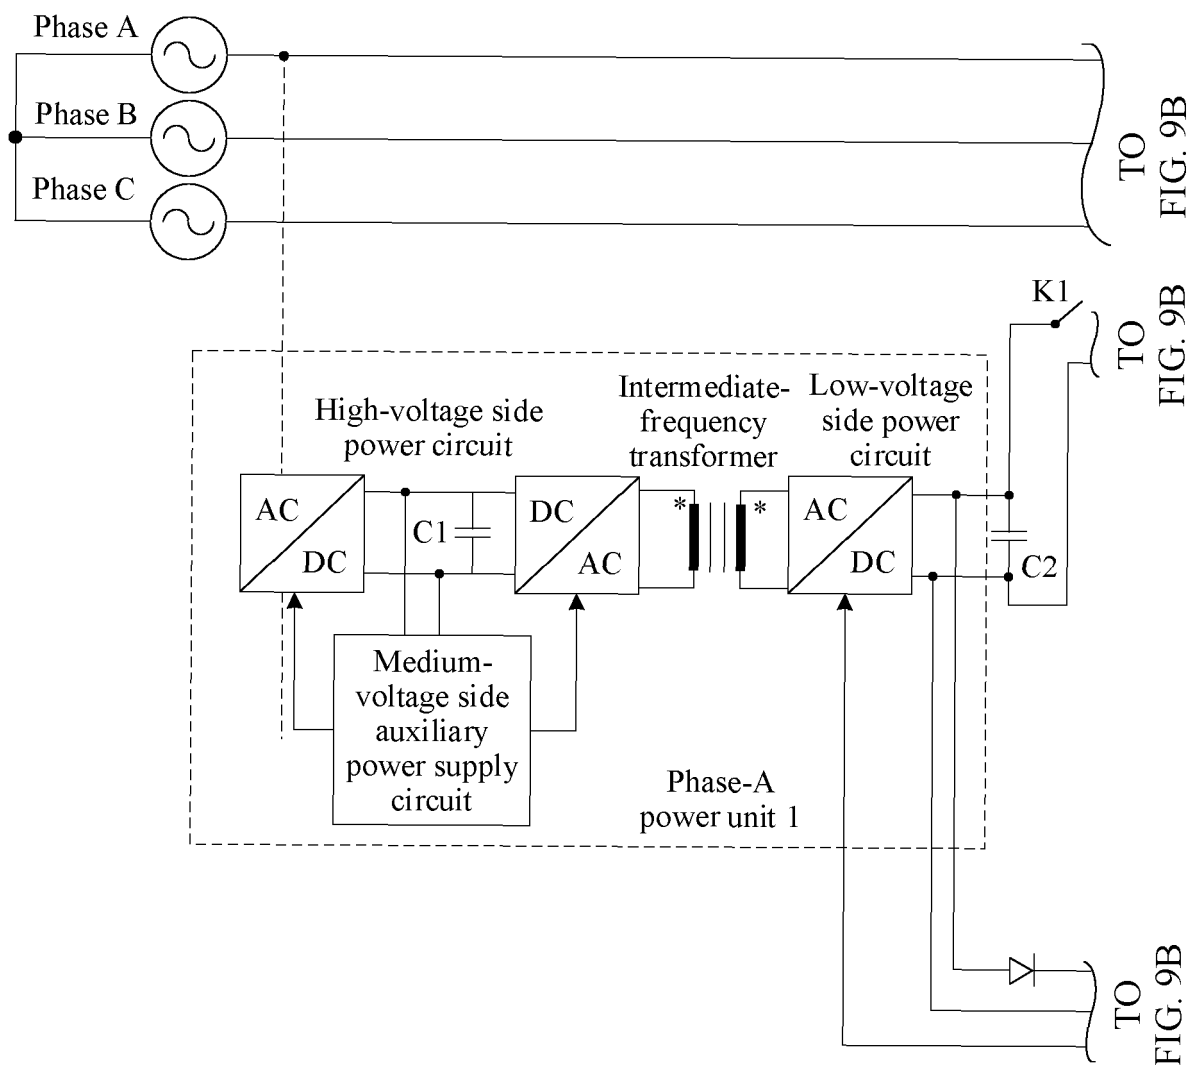 Phase A
Phase B
Phase C
TO
FIG. 9B
K1
TO
FIG. 9B
High-voltage side
power circuit
Intermediate-
frequency
transformer
Low-voltage
side power
circuit
AC
DC
C1
DC
AC
*
*
AC
DC
C2
Medium-
voltage side
auxiliary
power supply
circuit
Phase-A
power unit 1
TO
FIG. 9B